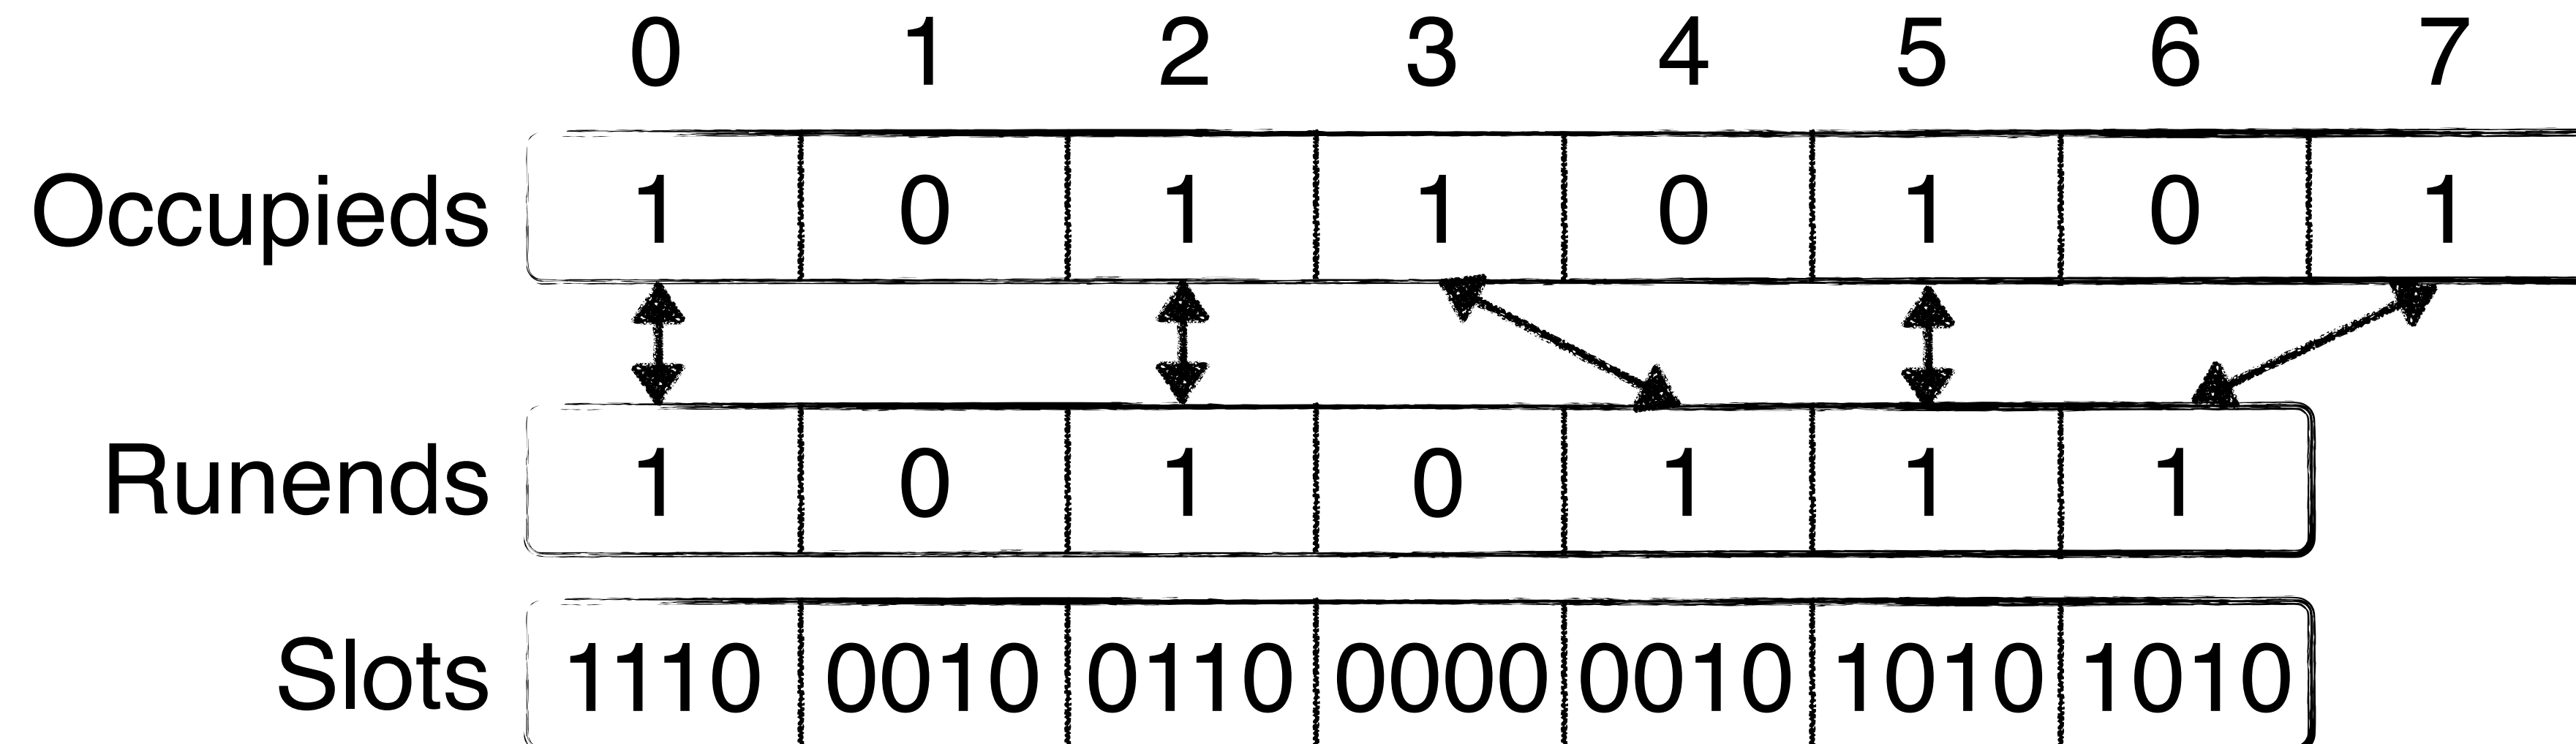 0 1 2 3 4 5 6 7
Occupieds 1 0 1 1 0 1 0 1
Runends 1 0 1 0 1 1 1
Slots 1110 0010 0110 0000 0010 1010 1010